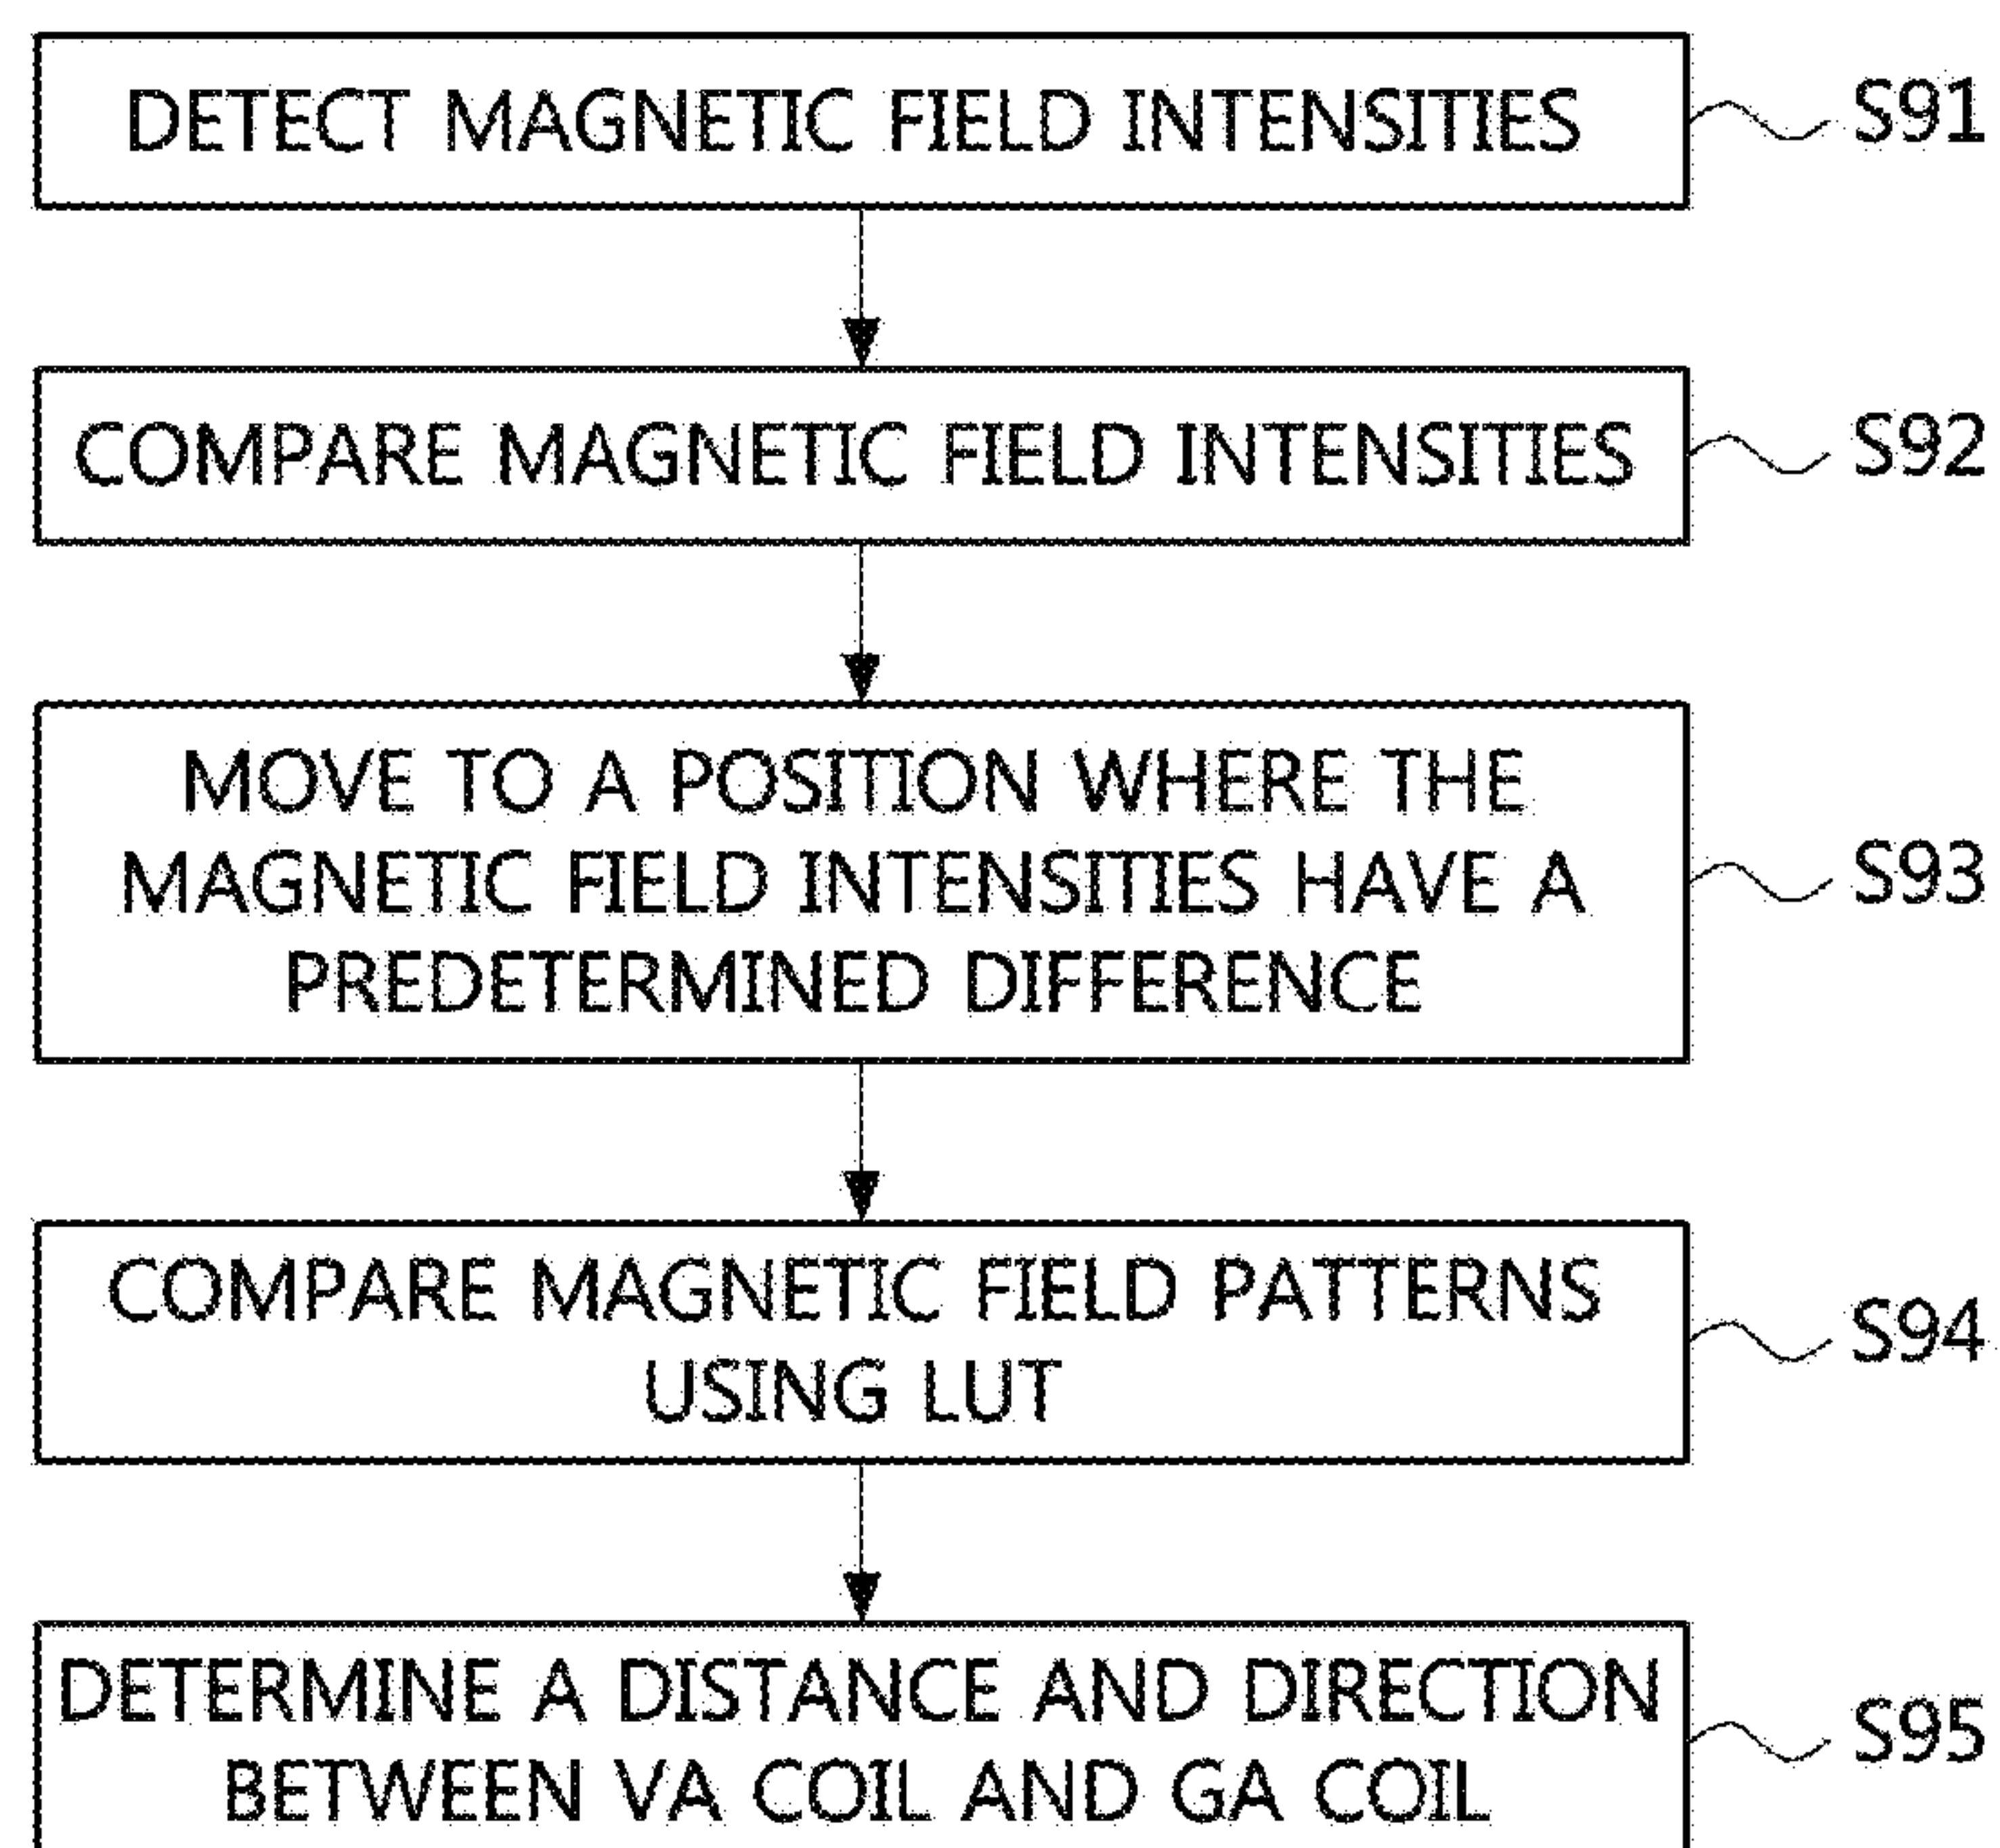 DETECT MAGNETIC FIELD INTENSITIES
S91
COMPARE MAGNETIC FIELD INTENSITIES
S92
MOVE TO A POSITION WHERE THE
MAGNETIC FIELD INTENSITIES HAVE A
PREDETERMINED DIFFERENCE
S93
COMPARE MAGNETIC FIELD PATTERNS
USING LUT
S94
DETERMINE A DISTANCE AND DIRECTION
BETWEEN VA COIL AND GA COIL
S95